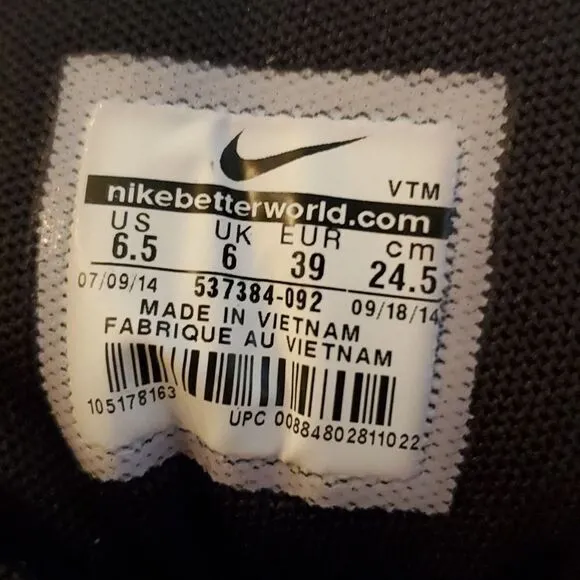 VTM
nikebetterworld.com
US UK EUR cm
6.5 6 39 24.5
07/09/14 537384-092 09/18/14
MADE IN VIETNAM
FABRIQUE AU VIETNAM
105178163
UPC 00884802811022